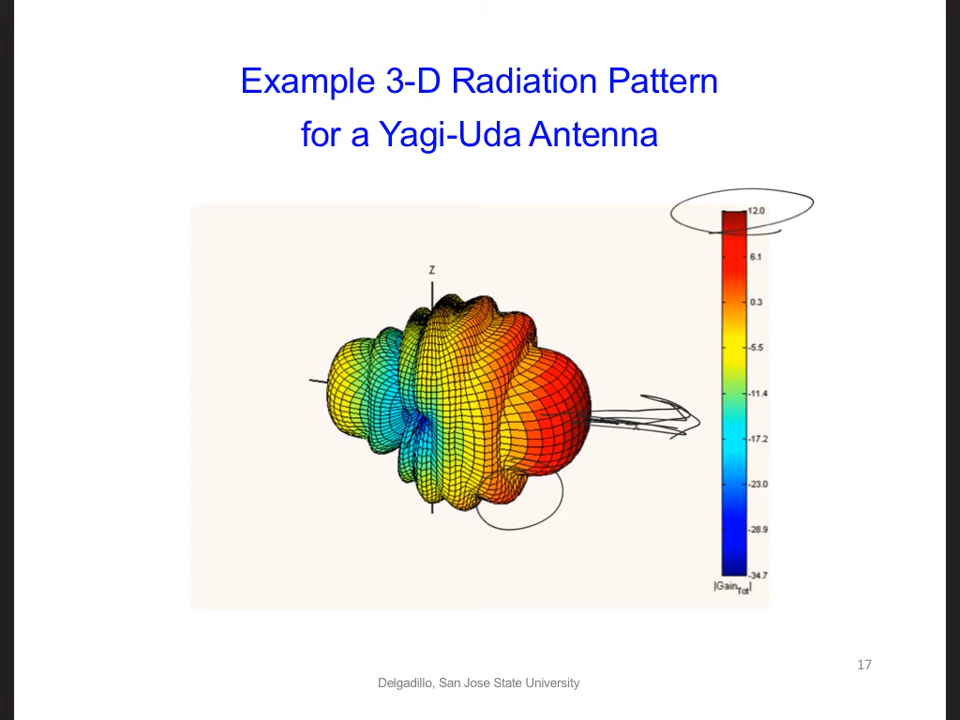 Example 3-D Radiation Pattern
for a Yagi-Uda Antenna
Z
x
12.0
6.1
0.3
-5.5
-11.4
-17.2
-23.0
-28.9
-34.7
|Gain_Tot|
17
Delgadillo, San Jose State University